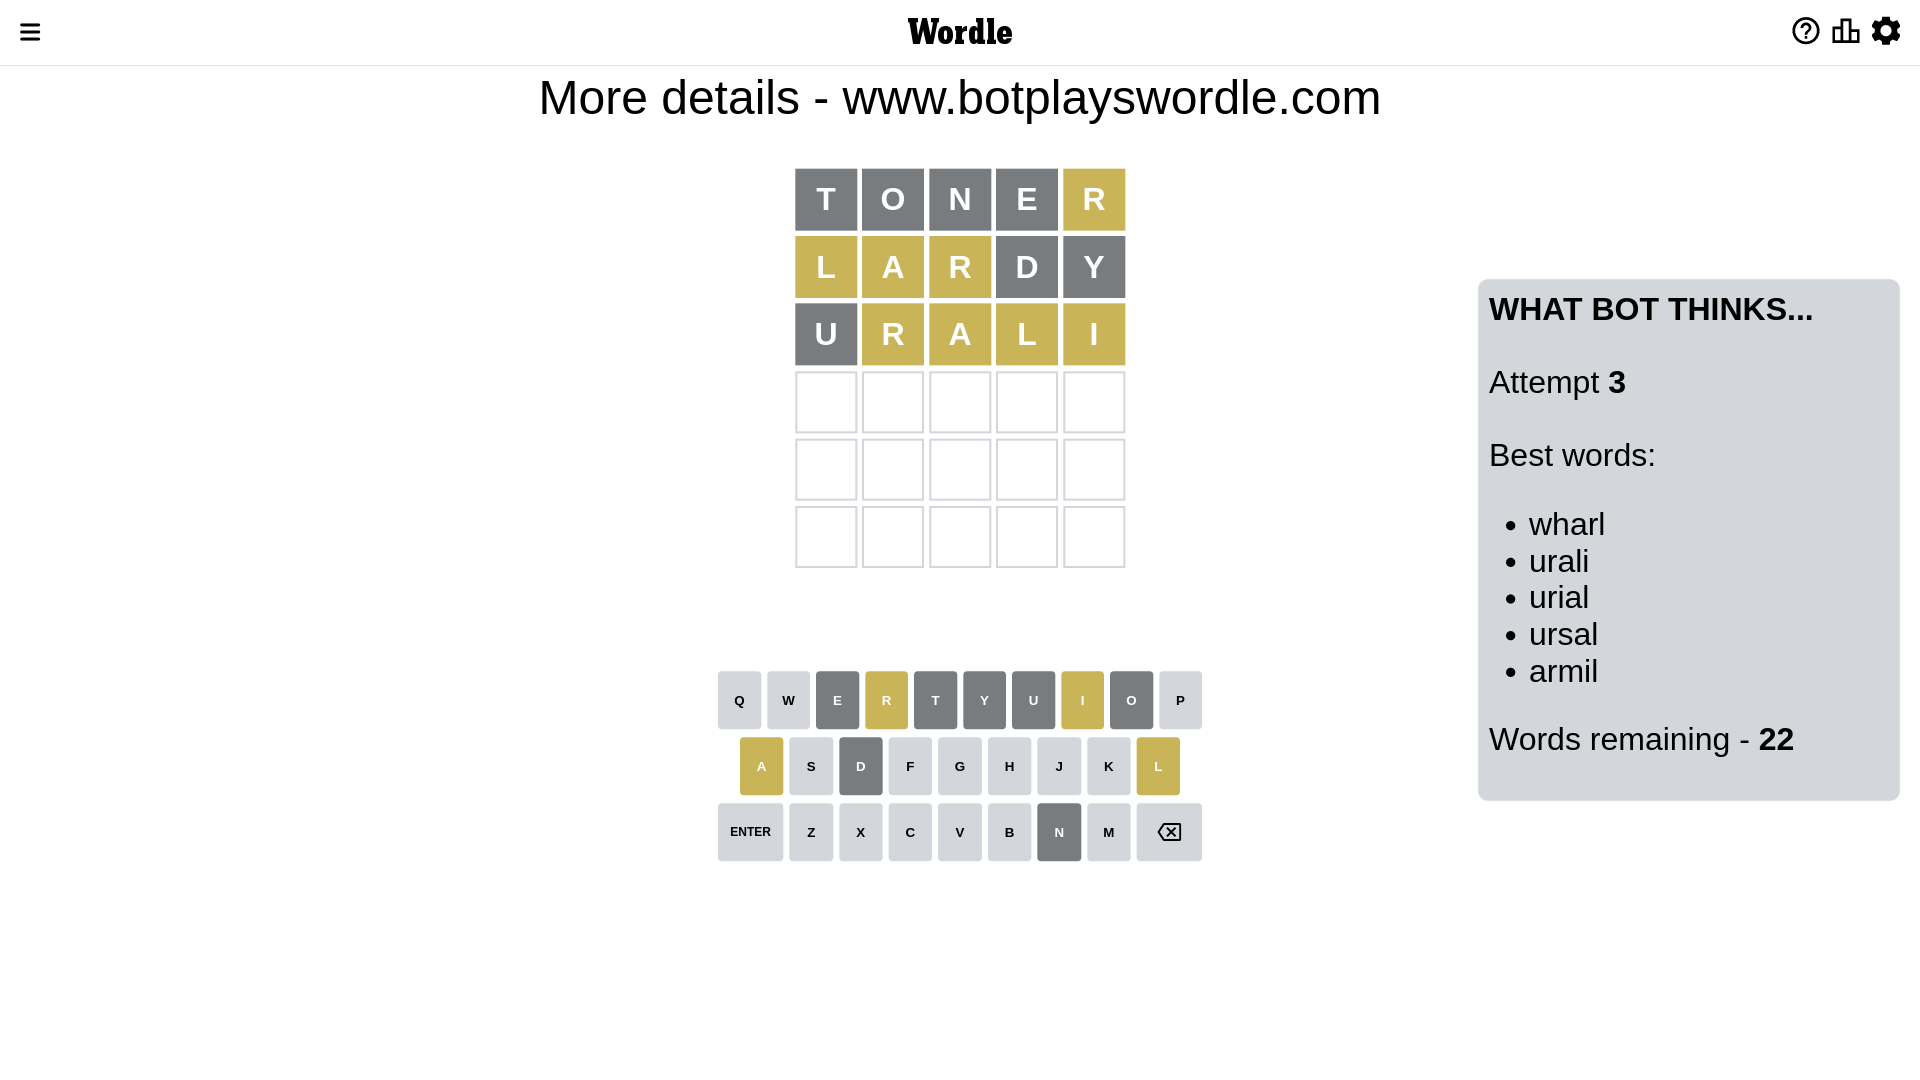 Wordle
More details - www.botplayswordle.com
T O N E R
L A R D Y
U R A L I
WHAT BOT THINKS...
Attempt 3
Best words:
wharl
urali
urial
ursal
armil
Words remaining - 22
Q W E R T Y U I O P
A S D F G H J K L
ENTER Z X C V B N M